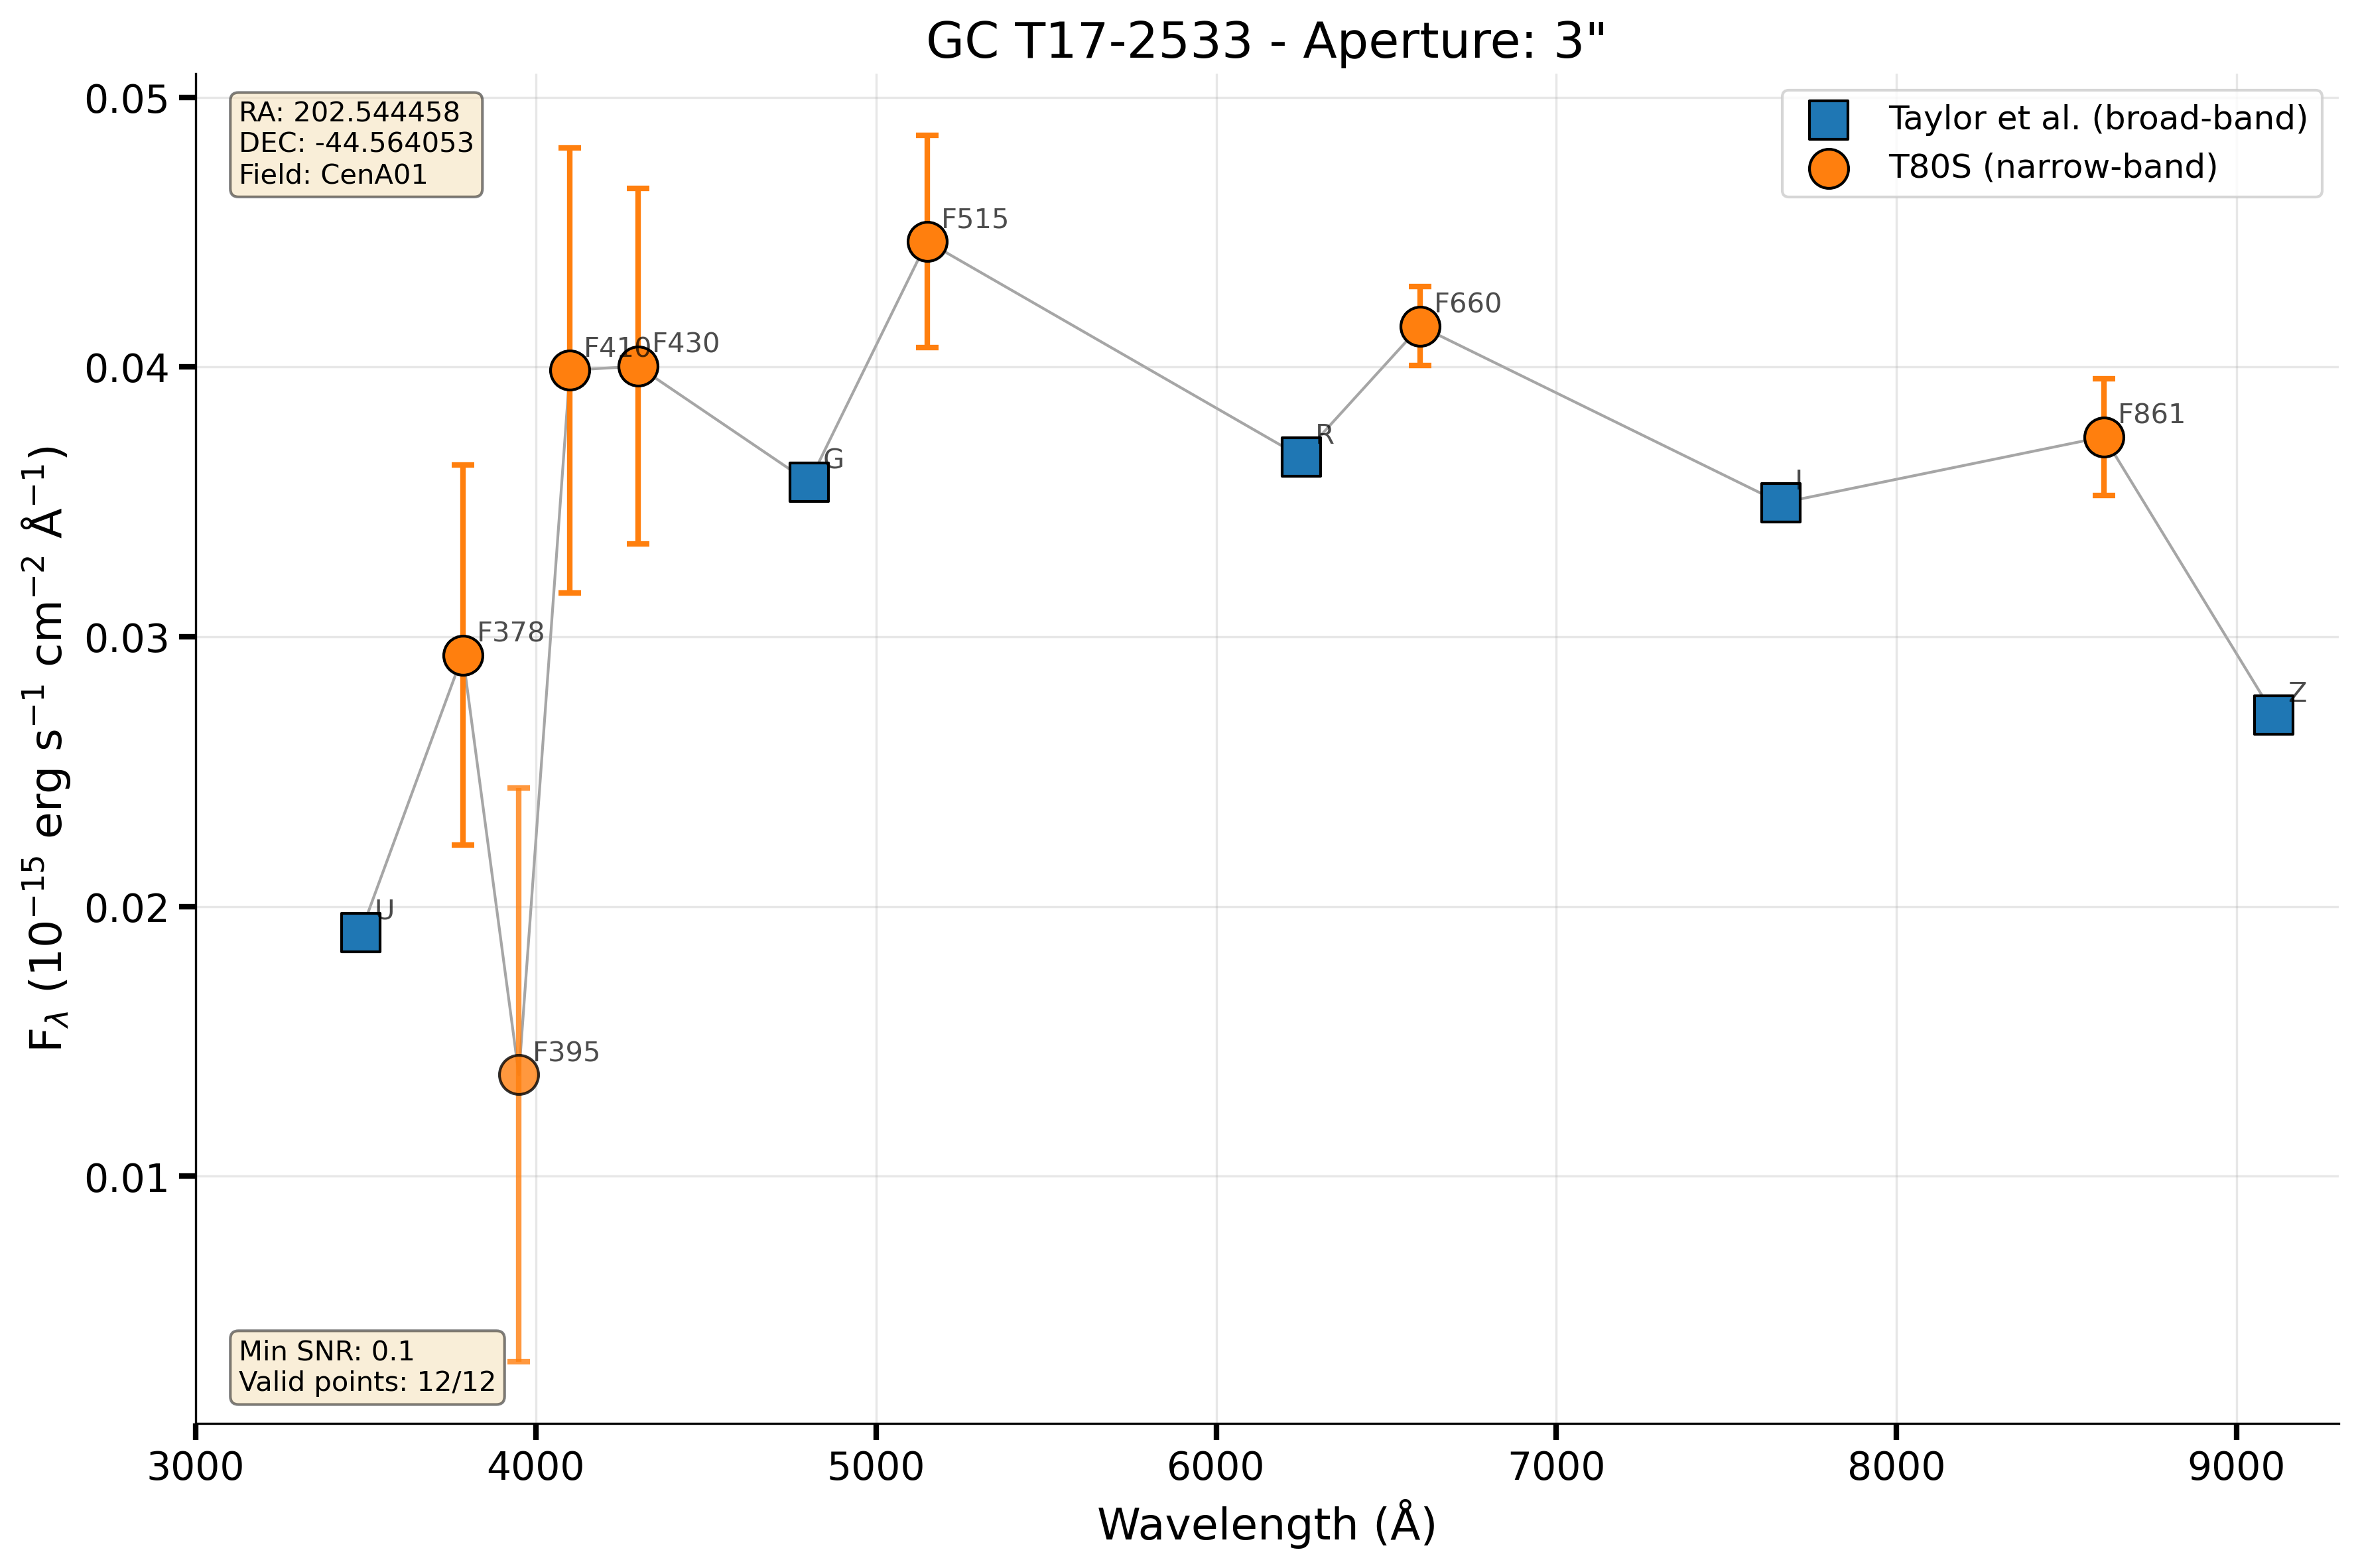 GC T17-2533 - Aperture: 3"
RA: 202.544458
DEC: -44.564053
Field: CenA01
Taylor et al. (broad-band)
T80S (narrow-band)
0.05
0.04
0.03
0.02
0.01
F_λ (10⁻¹⁵ erg s⁻¹ cm⁻² Å⁻¹)
U
F378
F395
F410
F430
G
F515
R
F660
I
F861
Z
Min SNR: 0.1
Valid points: 12/12
3000
4000
5000
6000
7000
8000
9000
Wavelength (Å)